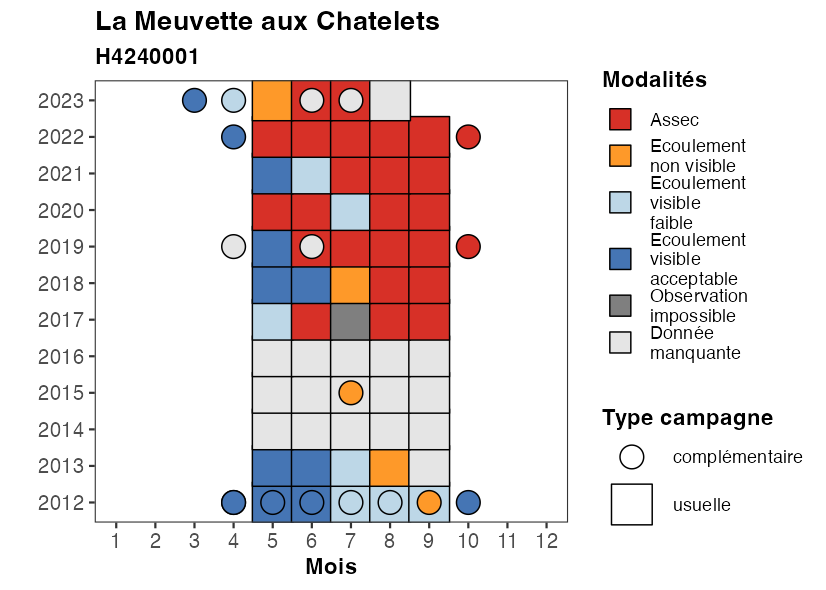 La Meuvette aux Chatelets
H4240001
2023
2022
2021
2020
2019
2018
2017
2016
2015
2014
2013
2012
1 2 3 4 5 6 7 8 9 10 11 12
Mois
Modalités
Assec
Ecoulement
non visible
Ecoulement
visible
faible
Ecoulement
visible
acceptable
Observation
impossible
Donnée
manquante
Type campagne
complémentaire
usuelle